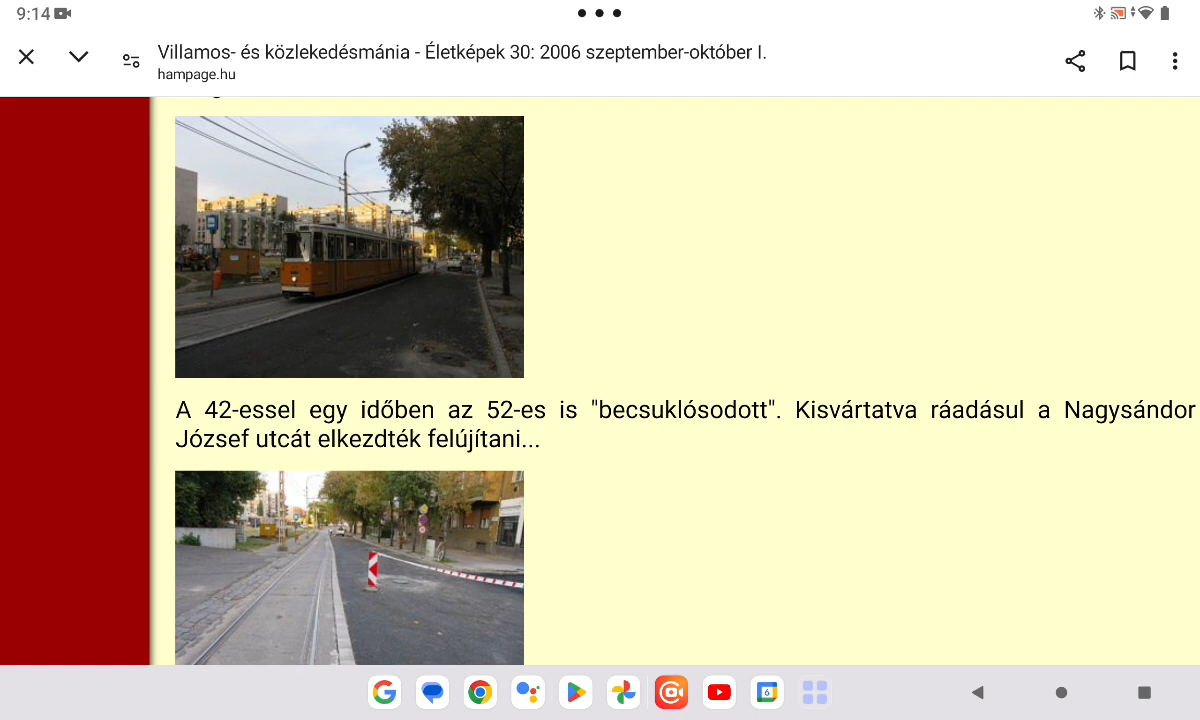 9:14
Villamos- és közlekedésmánia - Életképek 30: 2006 szeptember-október I.
hampage.hu
A 42-essel egy időben az 52-es is "becsuklósodott". Kisvártatva ráadásul a Nagysándor
József utcát elkezdték felújítani...
6